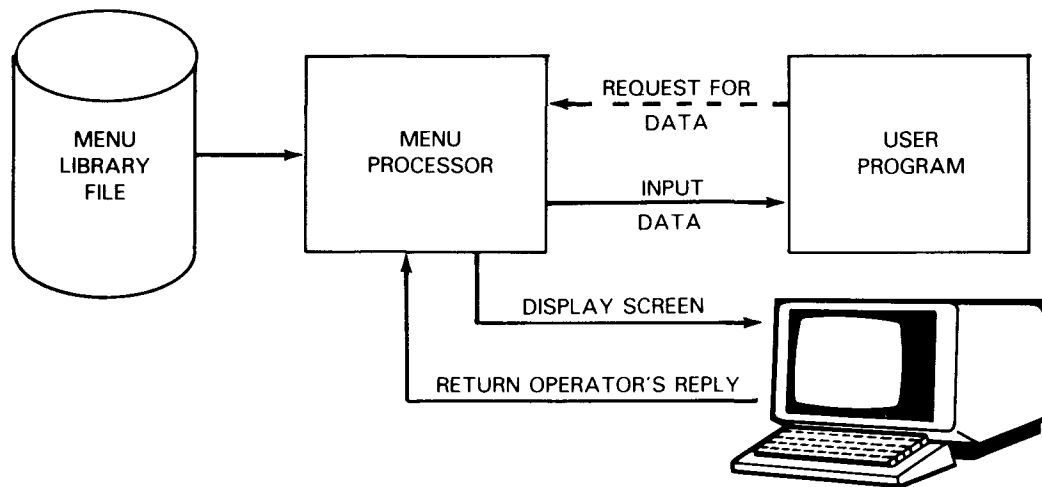 MENU
LIBRARY
FILE
MENU
PROCESSOR
REQUEST FOR
DATA
INPUT
DATA
USER
PROGRAM
DISPLAY SCREEN
RETURN OPERATOR'S REPLY